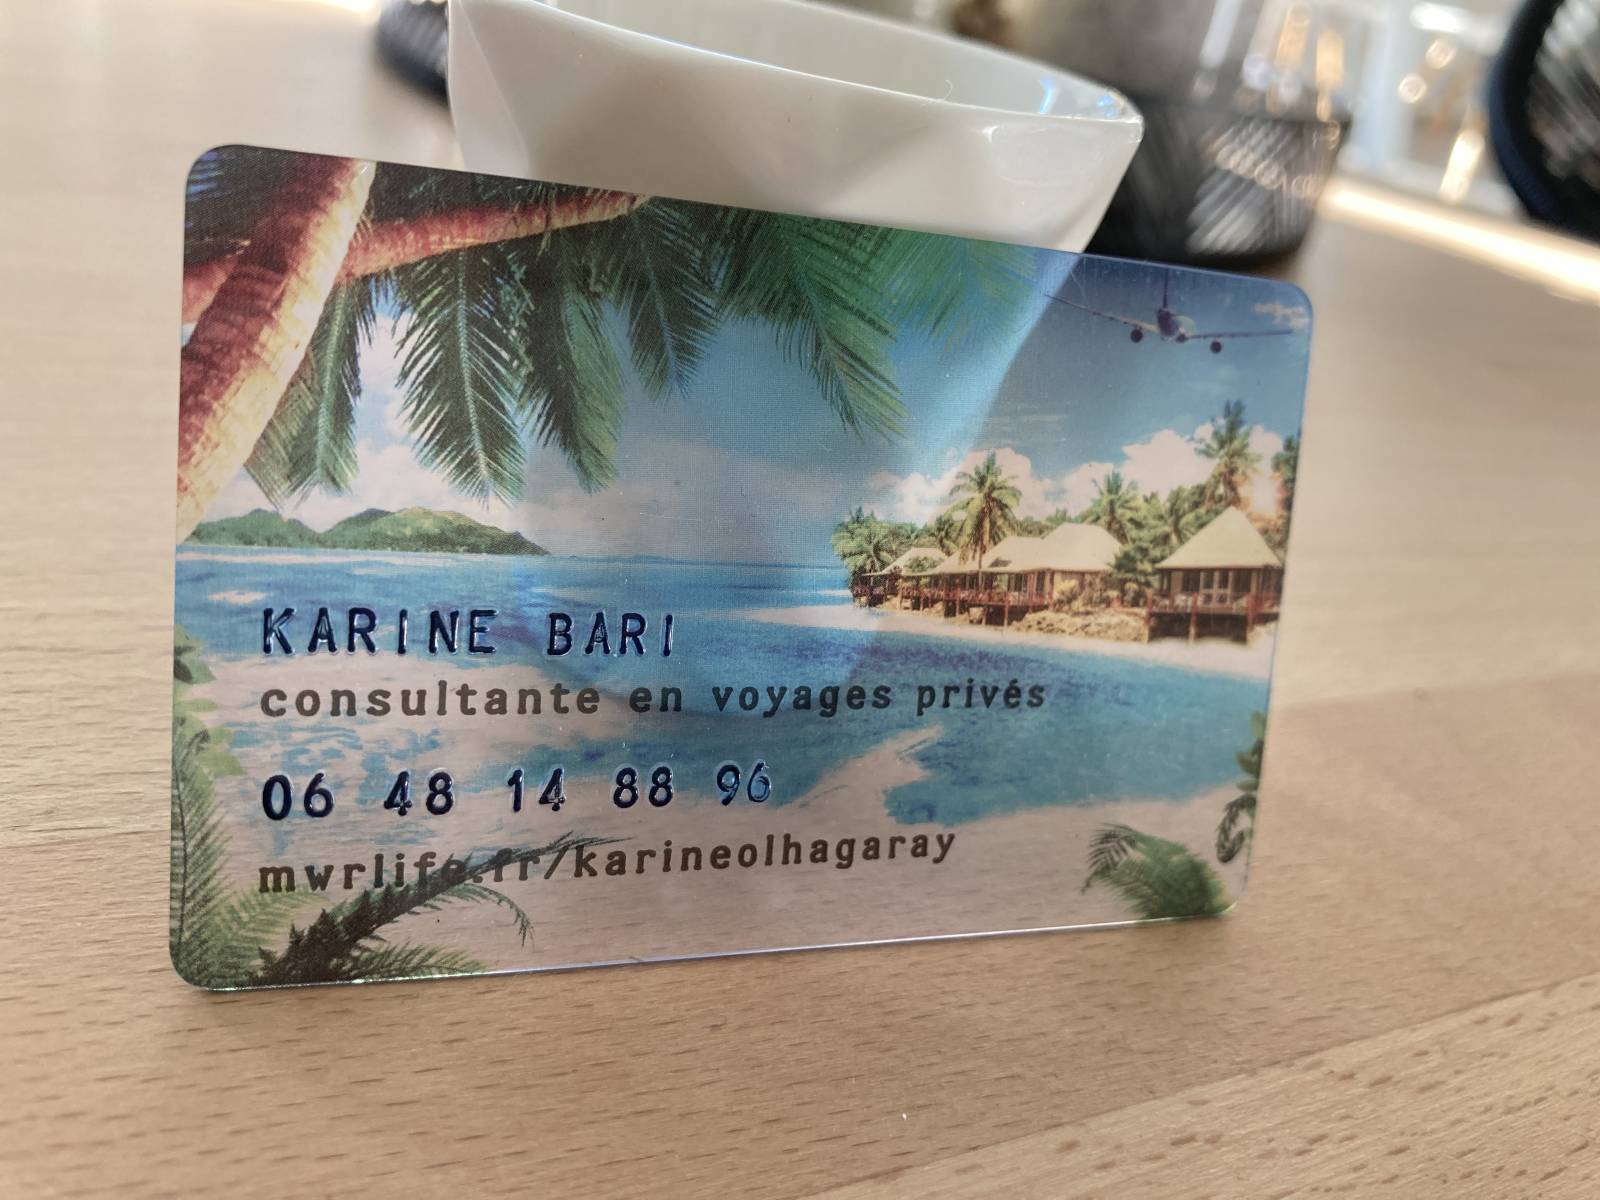 KARINE BARI
consultante en voyages privés
06 48 14 88 96
mwrlife.fr/karineolhagaray